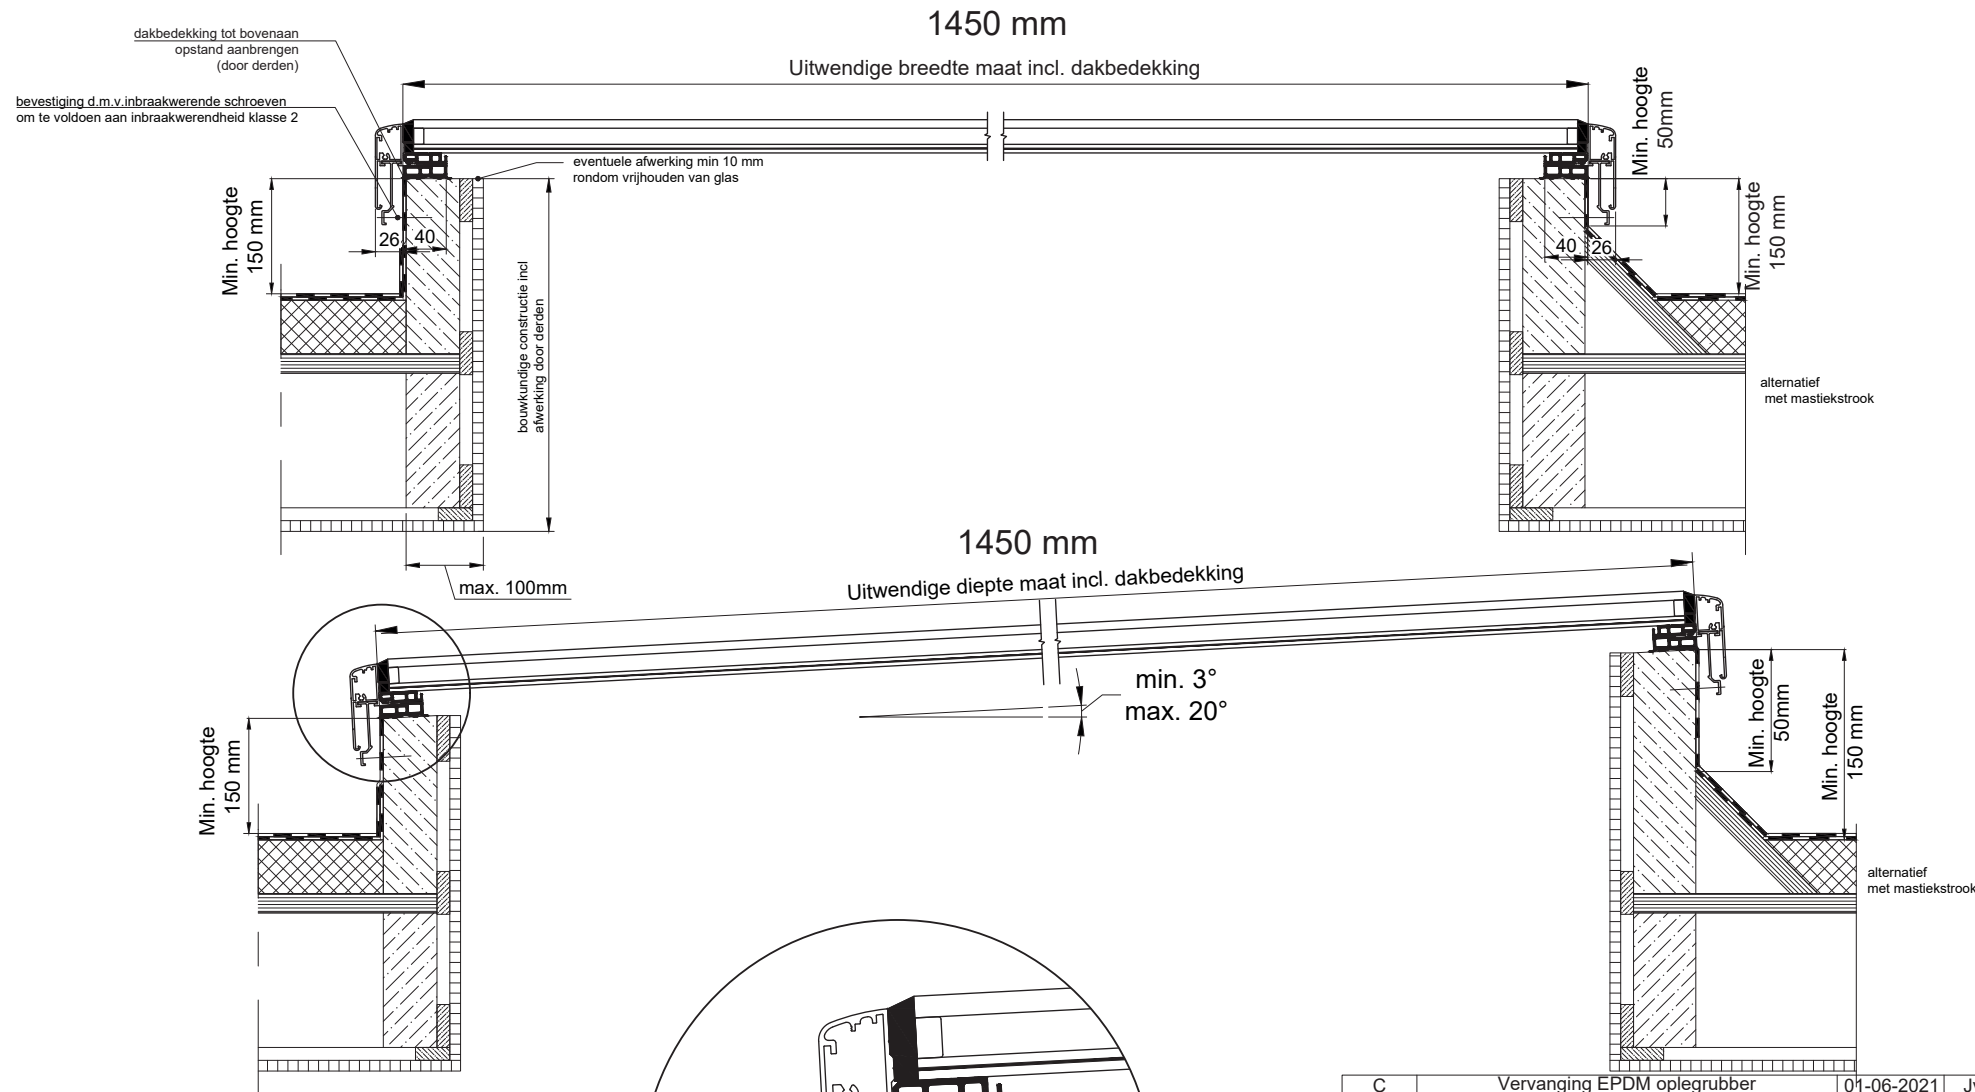 1450 mm
Uitwendige breedte maat incl. dakbedekking
dakbedekking tot bovenaan
opstand aanbrengen
(door derden)
bevestiging d.m.v.inbraakwerende schroeven
om te voldoen aan inbraakwerendheid klasse 2
eventuele afwerking min 10 mm
rondom vrijhouden van glas
Min. hoogte
50mm
Min. hoogte
150 mm
26
40
40
26
Min. hoogte
150 mm
bouwkundige constructie incl
afwerking door derden
alternatief
met mastiekstrook
max. 100mm
1450 mm
Uitwendige diepte maat incl. dakbedekking
min. 3°
max. 20°
Min. hoogte
150 mm
Min. hoogte
50mm
Min. hoogte
150 mm
alternatief
met mastiekstrook
C
Vervanging EPDM oplegrubber
01-06-2021